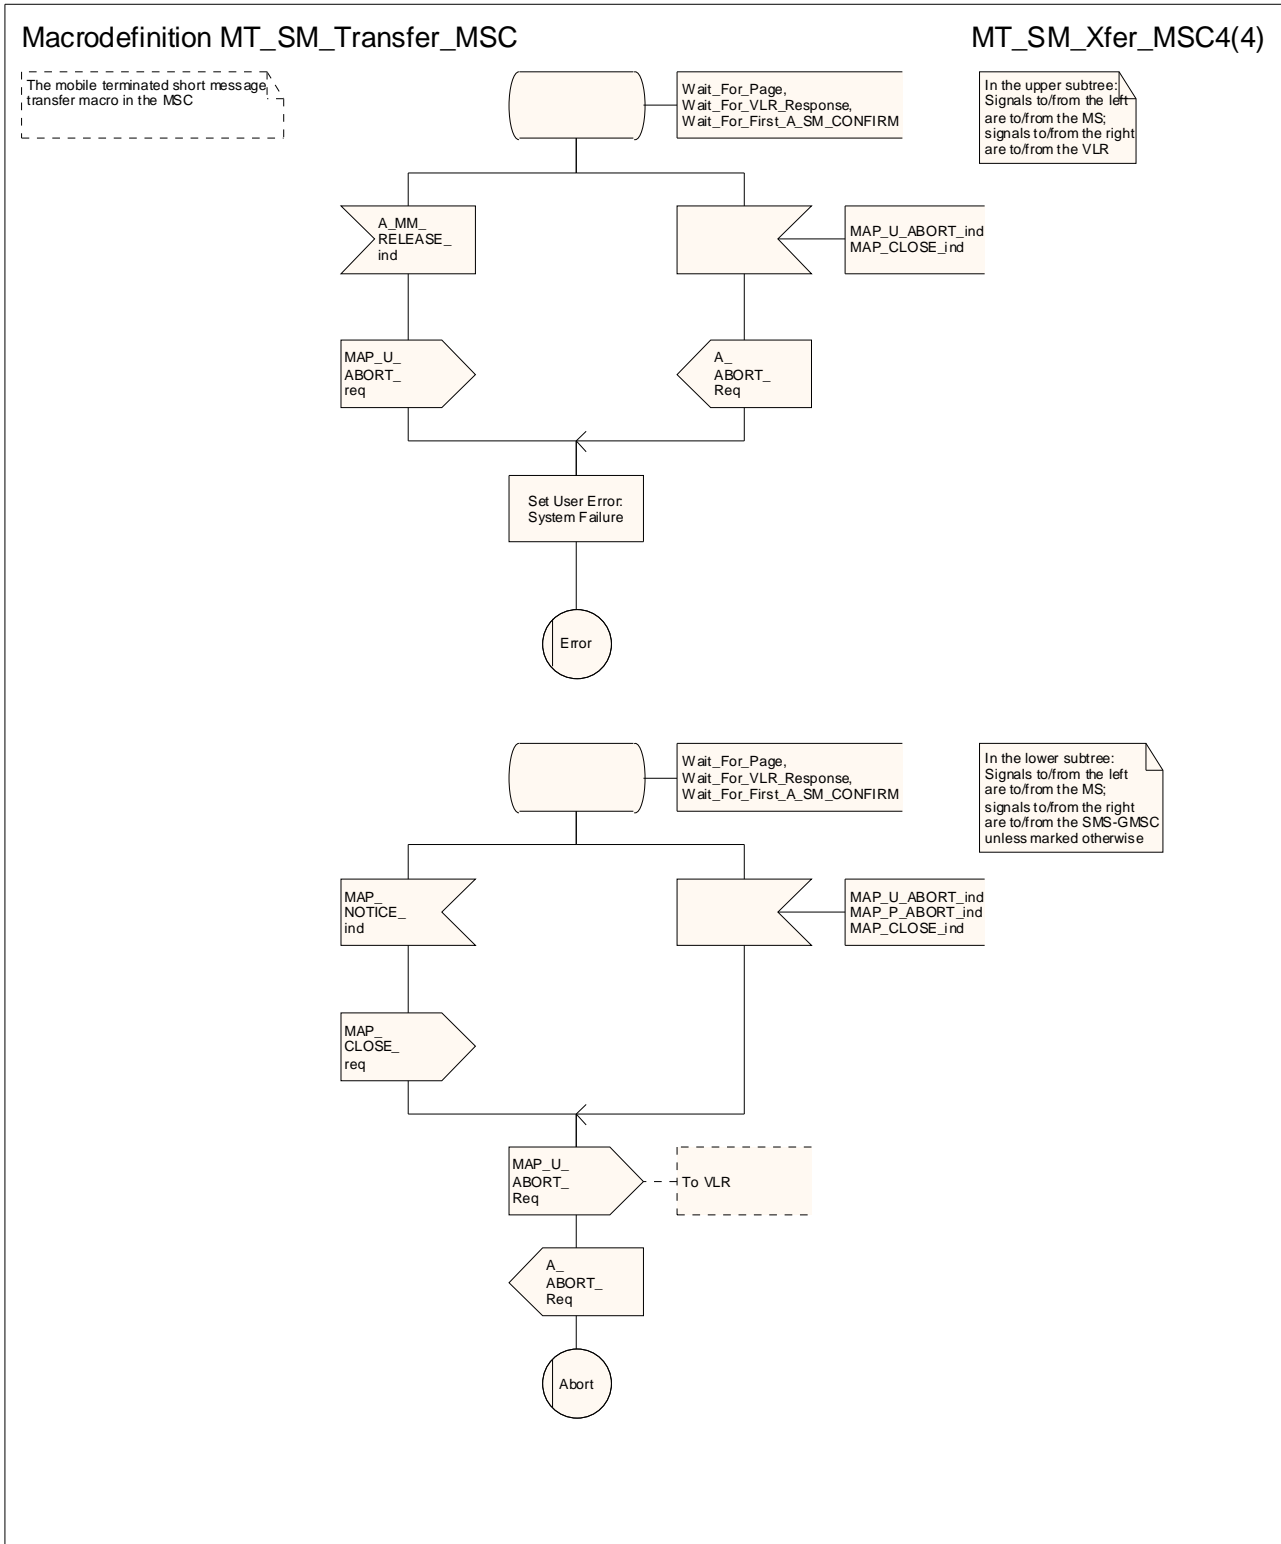 Macrodefinition MT_SM_Transfer_MSC
MT_SM_Xfer_MSC4(4)
The mobile terminated short message
transfer macro in the MSC
Wait_For_Page,
Wait_For_VLR_Response,
Wait_For_First_A_SM_CONFIRM
In the upper subtree:
Signals to/from the left
are to/from the MS;
signals to/from the right
are to/from the VLR
A_MM_
RELEASE_
ind
MAP_U_ABORT_ind
MAP_CLOSE_ind
MAP_U_
ABORT_
req
A_
ABORT_
Req
Set User Error:
System Failure
Error
Wait_For_Page,
Wait_For_VLR_Response,
Wait_For_First_A_SM_CONFIRM
In the lower subtree:
Signals to/from the left
are to/from the MS;
signals to/from the right
are to/from the SMS-GMSC
unless marked otherwise
MAP_
NOTICE_
ind
MAP_U_ABORT_ind
MAP_P_ABORT_ind
MAP_CLOSE_ind
MAP_
CLOSE_
req
MAP_U_
ABORT_
Req
To VLR
A_
ABORT_
Req
Abort